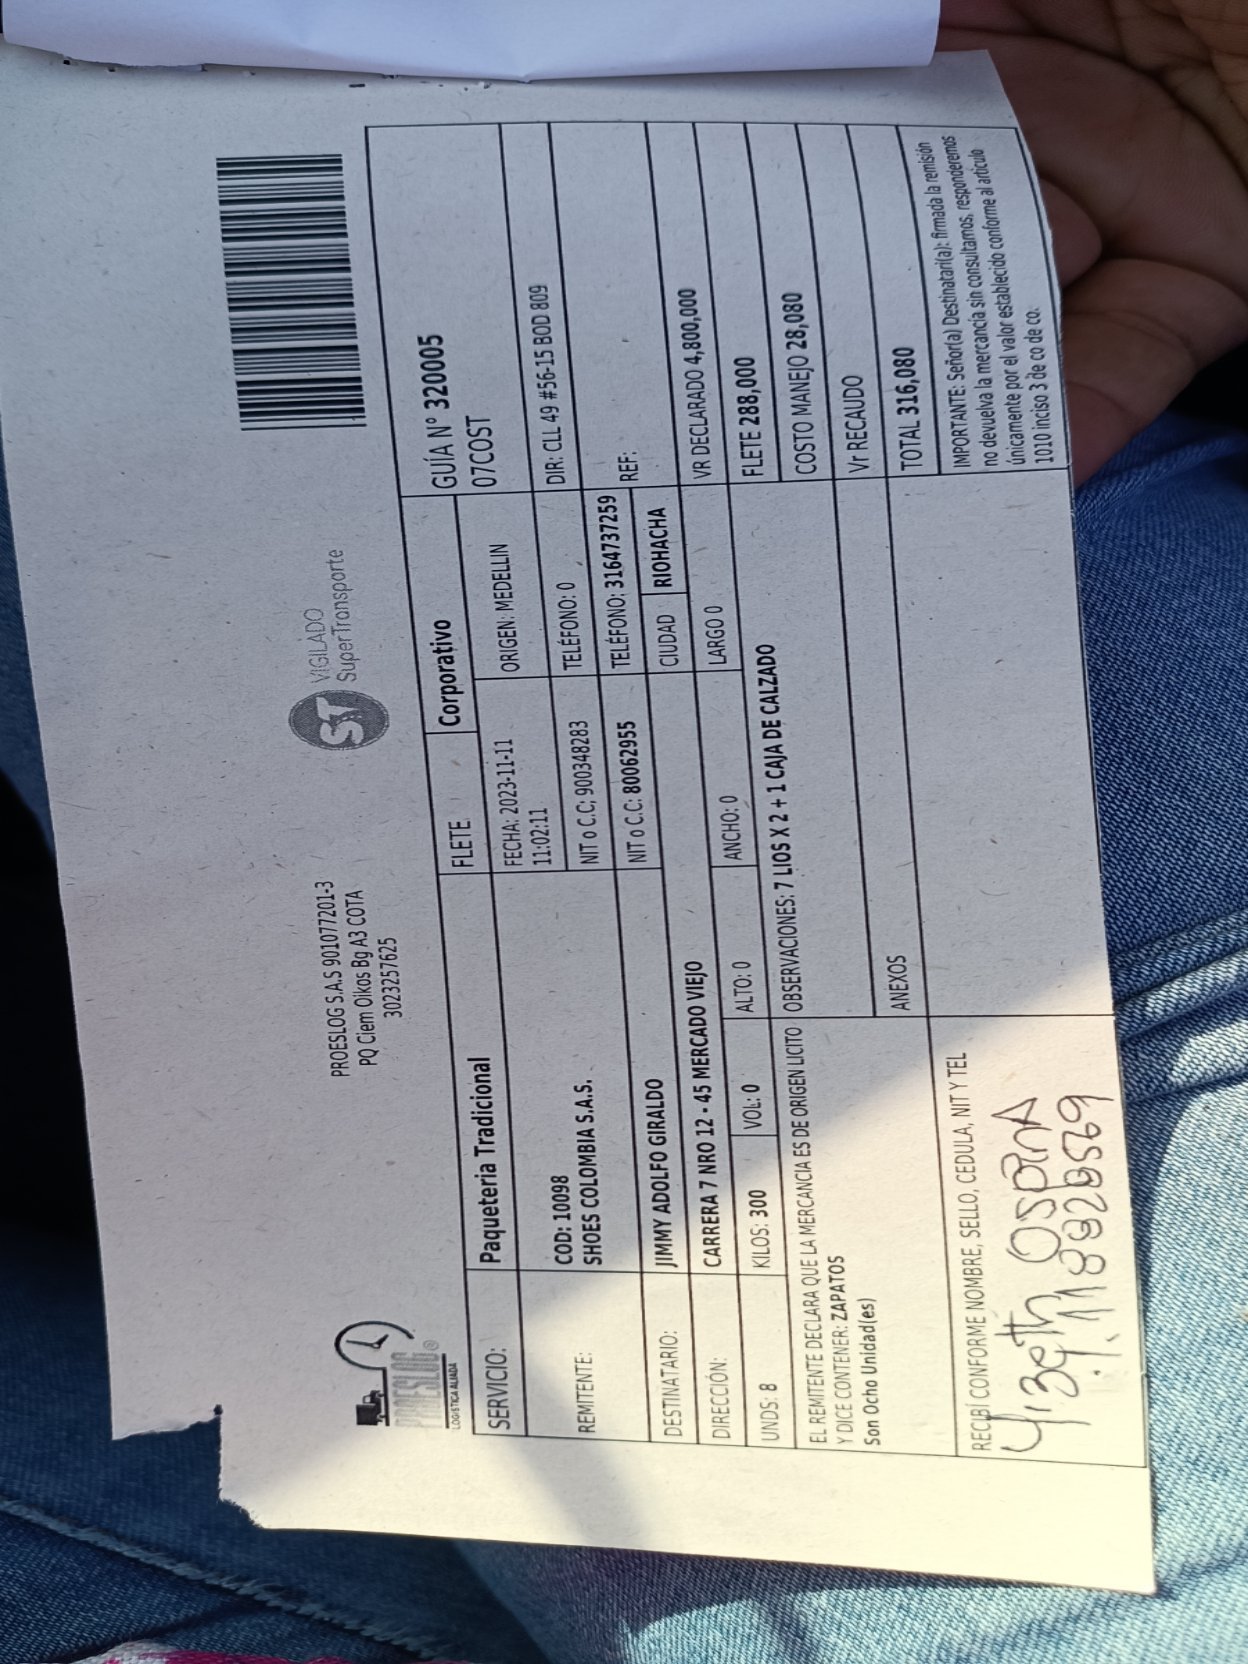 PROESLOG®
LOGISTICA ALIADA
PROESLOG S.A.S 901077201-3
PQ Ciem Oikos Bg A3 COTA
3023257625
ST VIGILADO
SuperTransporte
SERVICIO: Paqueteria Tradicional FLETE Corporativo GUÍA N° 320005
FECHA: 2023-11-11 ORIGEN: MEDELLIN 07COST
11:02:11
REMITENTE: COD: 10098
SHOES COLOMBIA S.A.S. NIT o C.C: 900348283 TELÉFONO: 0 DIR: CLL 49 #56-15 BOD 809
DESTINATARIO: JIMMY ADOLFO GIRALDO NIT o C.C: 80062955 TELÉFONO: 3164737259 REF:
DIRECCIÓN: CARRERA 7 NRO 12 - 45 MERCADO VIEJO CIUDAD RIOHACHA
UNDS: 8 KILOS: 300 VOL: 0 ALTO: 0 ANCHO: 0 LARGO 0 VR DECLARADO 4,800,000
FLETE 288,000
EL REMITENTE DECLARA QUE LA MERCANCIA ES DE ORIGEN LICITO
Y DICE CONTENER: ZAPATOS
Son Ocho Unidad(es)
OBSERVACIONES: 7 LIOS X 2 + 1 CAJA DE CALZADO
COSTO MANEJO 28,080
Vr RECAUDO
ANEXOS
TOTAL 316,080
RECIBÍ CONFORME NOMBRE, SELLO, CEDULA, NIT Y TEL
Yizeth OSpinA
IMPORTANTE: Señor(a) Destinatari(a): firmada la remisión
no devuelva la mercancía sin consultarnos, responderemos
únicamente por el valor establecido conforme al artículo
1010 inciso 3 de co de co.